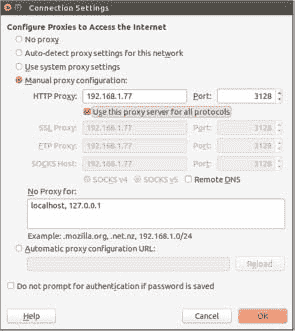 Connection Settings
Configure Proxies to Access the Internet
No proxy
Auto-detect proxy settings for this network
Use system proxy settings
Manual proxy configuration:
HTTP Proxy: 192.168.1.77 Port: 3128
Use this proxy server for all protocols
SSL Proxy: 192.168.1.77 Port: 3128
FTP Proxy: 192.168.1.77 Port: 3128
SOCKS Host: 192.168.1.77 Port: 3128
SOCKS v4 SOCKS v5 Remote DNS
No Proxy for:
localhost, 127.0.0.1
Example: .mozilla.org, .net.nz, 192.168.1.0/24
Automatic proxy configuration URL:
Reload
Do not prompt for authentication if password is saved
Help Cancel OK